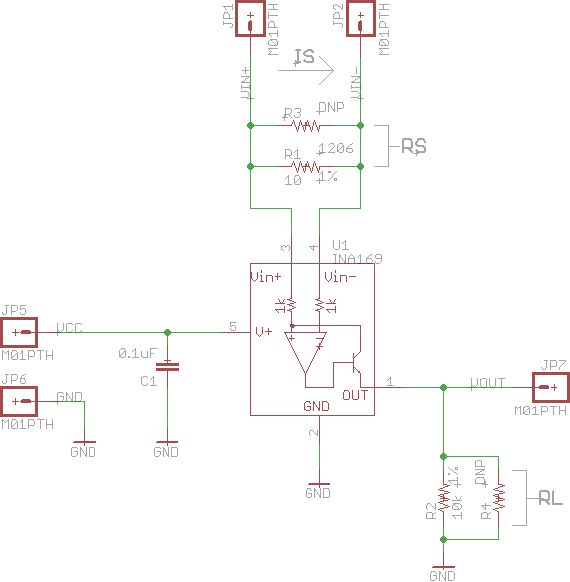 JP1
M01PTH
JP2
M01PTH
IS
VIN+
VIN-
R3
DNP
1206
R1
10
1%
RS
3
4
U1
INA169
Vin+
Vin-
1k
1k
JP5
VCC
M01PTH
5
V+
0.1uF
C1
JP6
GND
M01PTH
GND
GND
OUT
GND
1
VOUT
JP7
M01PTH
2
GND
R2
10k
1%
R4
DNP
RL
GND